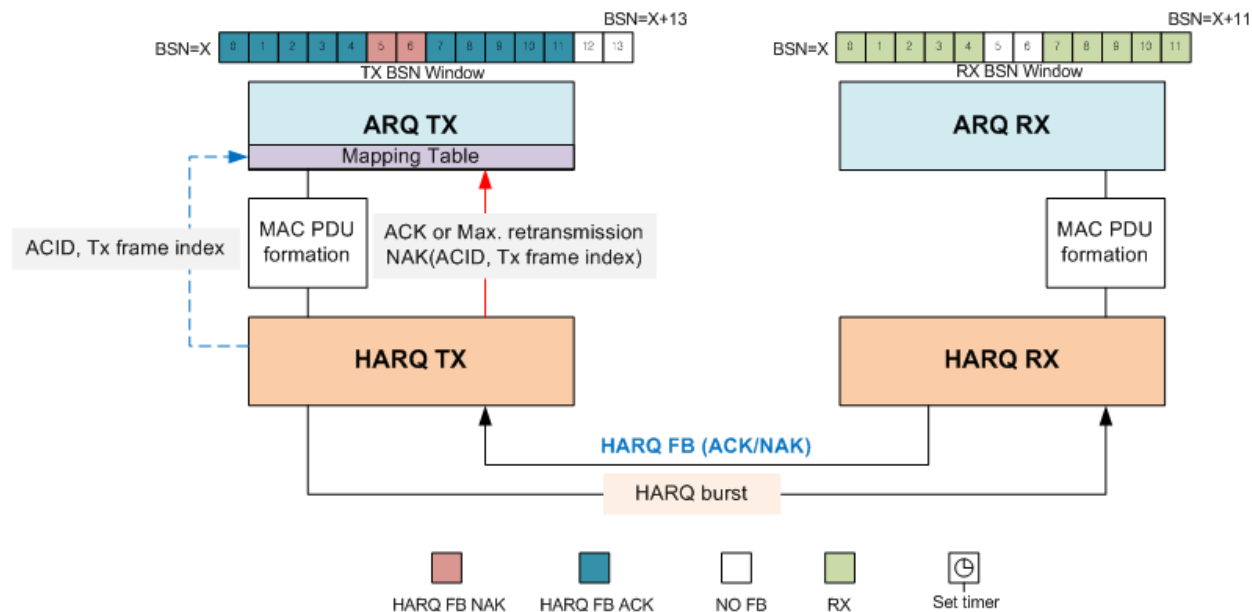 BSN=X+13
BSN=X+11
BSN=X 0 1 2 3 4 5 6 7 8 9 10 11 12 13
BSN=X 0 1 2 3 4 5 6 7 8 9 10 11
TX BSN Window
RX BSN Window
ARQ TX
ARQ RX
Mapping Table
ACID, Tx frame index
MAC PDU
formation
ACK or Max. retransmission
NAK(ACID, Tx frame index)
MAC PDU
formation
HARQ TX
HARQ RX
HARQ FB (ACK/NAK)
HARQ burst
HARQ FB NAK
HARQ FB ACK
NO FB
RX
Set timer